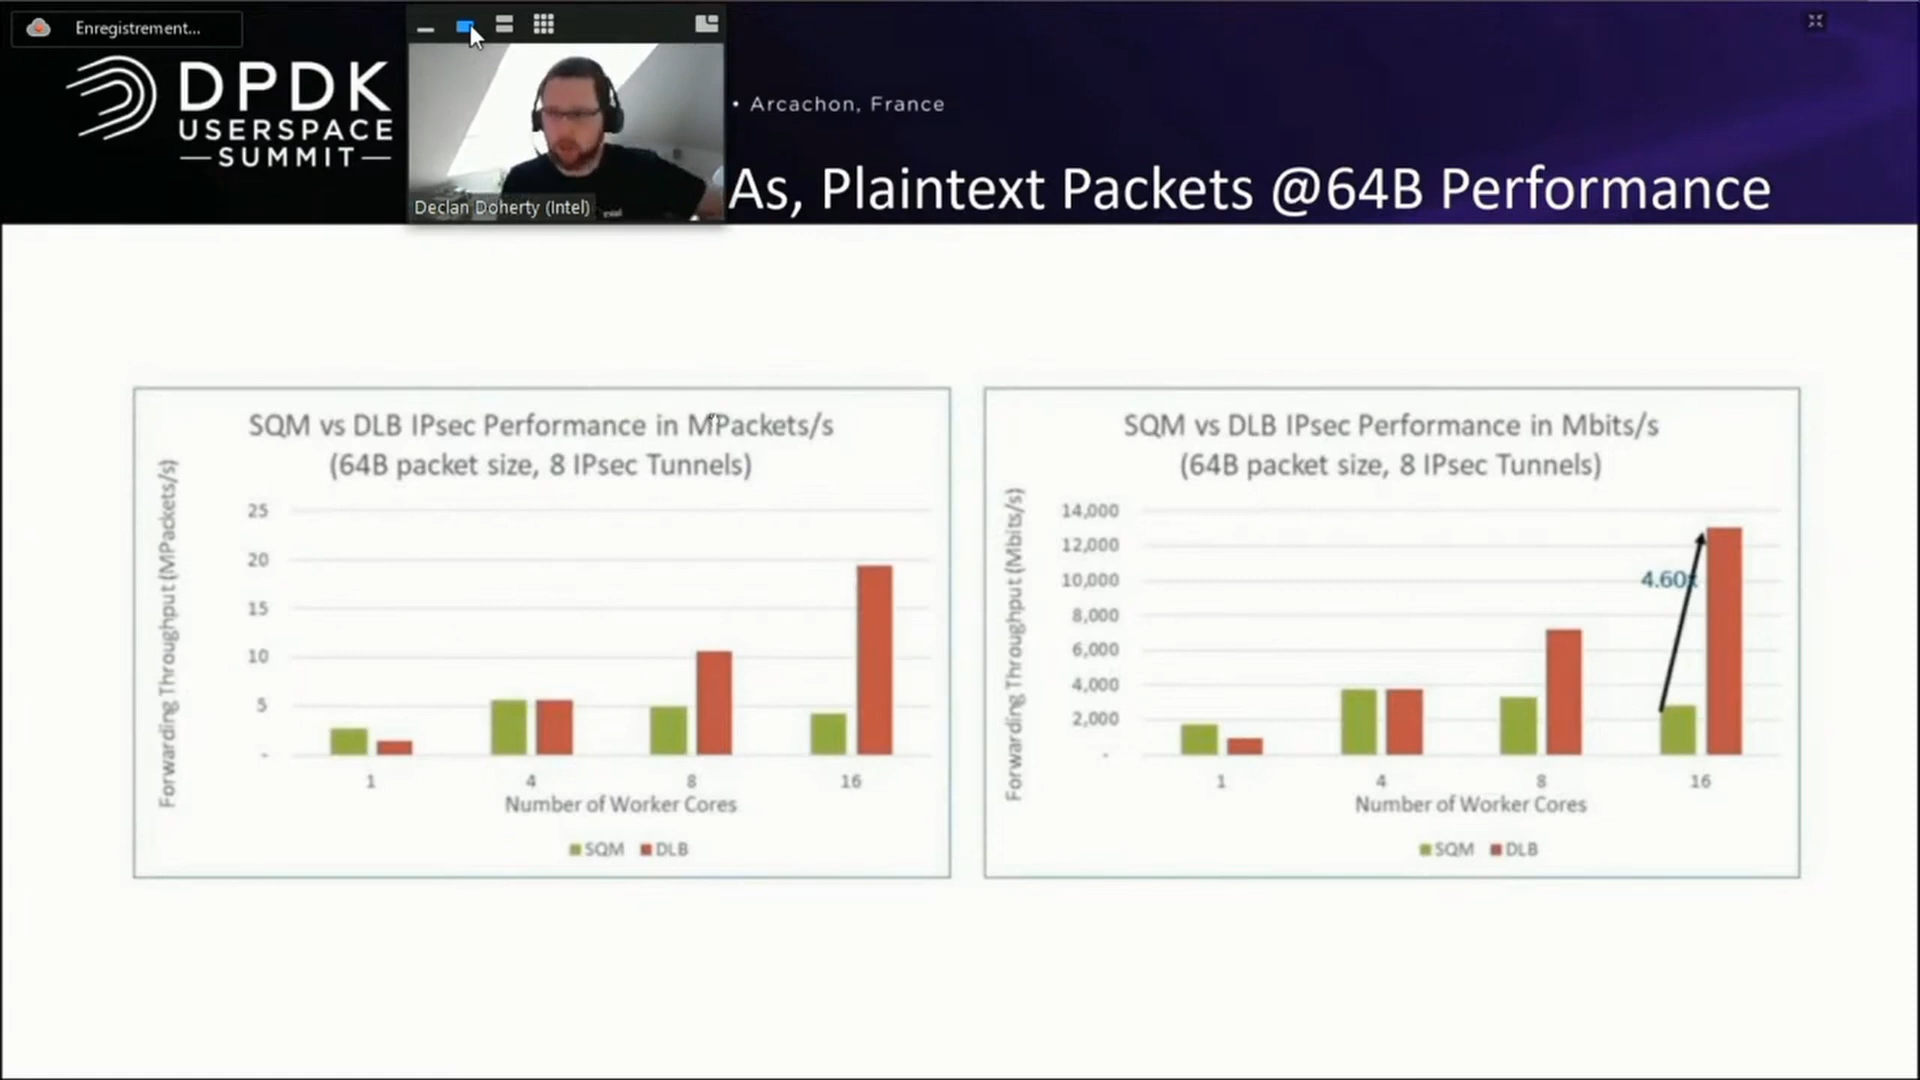 Enregistrement...
DPDK
USERSPACE
SUMMIT
Declan Doherty (Intel)
• Arcachon, France
As, Plaintext Packets @64B Performance
SQM vs DLB IPsec Performance in MPackets/s
(64B packet size, 8 IPsec Tunnels)
Forwarding Throughput (MPackets/s)
25
20
15
10
5
-
1 4 8 16
Number of Worker Cores
SQM DLB
SQM vs DLB IPsec Performance in Mbits/s
(64B packet size, 8 IPsec Tunnels)
Forwarding Throughput (Mbits/s)
14,000
12,000
10,000
8,000
6,000
4,000
2,000
-
4.60x
1 4 8 16
Number of Worker Cores
SQM DLB